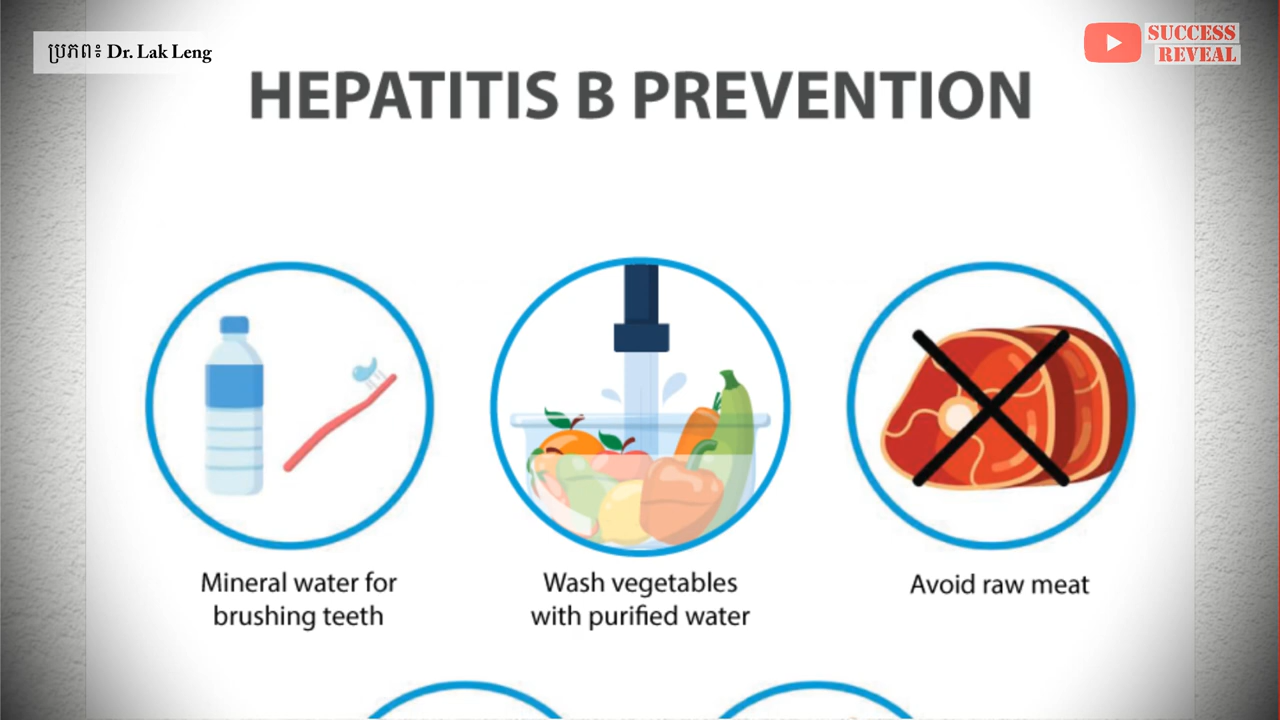 ប្រភព៖ Dr. Lak Leng
SUCCESS
REVEAL
HEPATITIS B PREVENTION
Mineral water for
brushing teeth
Wash vegetables
with purified water
Avoid raw meat